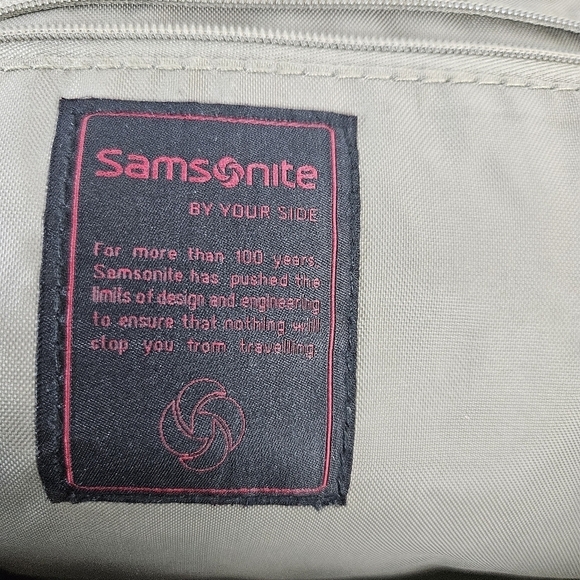 Samsonite
BY YOUR SIDE
For more than 100 years,
Samsonite has pushed the
limits of design and engineering
to ensure that nothing will
stop you from travelling.